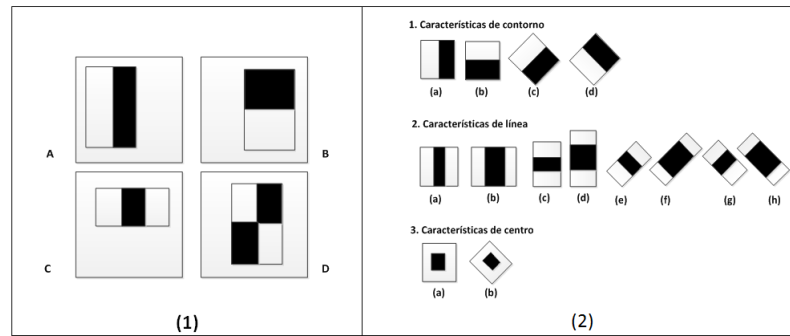 A
B
C
D
(1)
1. Características de contorno
(a) (b) (c) (d)
2. Características de línea
(a) (b) (c) (d) (e) (f) (g) (h)
3. Características de centro
(a) (b)
(2)